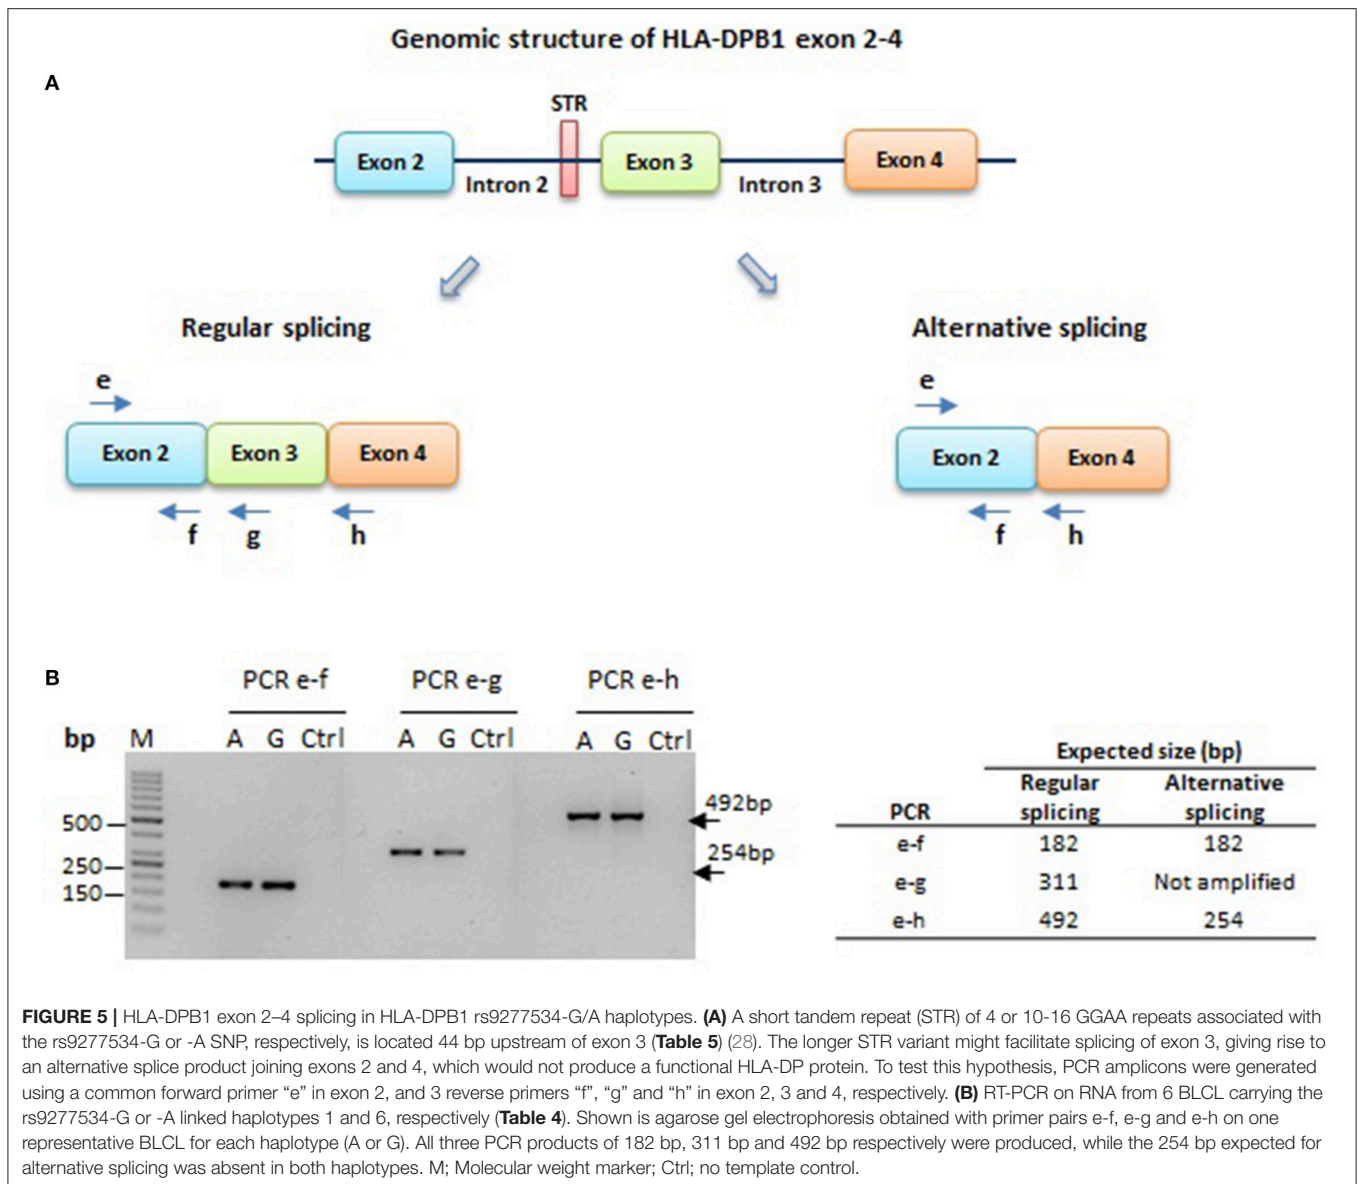 Genomic structure of HLA-DPB1 exon 2-4
A
STR
Exon 2
Intron 2
Exon 3
Intron 3
Exon 4
Regular splicing
Alternative splicing
e
Exon 2
Exon 3
Exon 4
f
g
h
e
Exon 2
Exon 4
f
h
B
PCR e-f
PCR e-g
PCR e-h
bp
M
A G Ctrl
A G Ctrl
A G Ctrl
500
250
150
492bp
254bp
Expected size (bp)
PCR
Regular splicing
Alternative splicing
e-f 182 182
e-g 311 Not amplified
e-h 492 254
FIGURE 5 | HLA-DPB1 exon 2–4 splicing in HLA-DPB1 rs9277534-G/A haplotypes. (A) A short tandem repeat (STR) of 4 or 10-16 GGAA repeats associated with
the rs9277534-G or -A SNP, respectively, is located 44 bp upstream of exon 3 (Table 5) (28). The longer STR variant might facilitate splicing of exon 3, giving rise to
an alternative splice product joining exons 2 and 4, which would not produce a functional HLA-DP protein. To test this hypothesis, PCR amplicons were generated
using a common forward primer “e” in exon 2, and 3 reverse primers “f”, “g” and “h” in exon 2, 3 and 4, respectively. (B) RT-PCR on RNA from 6 BLCL carrying the
rs9277534-G or -A linked haplotypes 1 and 6, respectively (Table 4). Shown is agarose gel electrophoresis obtained with primer pairs e-f, e-g and e-h on one
representative BLCL for each haplotype (A or G). All three PCR products of 182 bp, 311 bp and 492 bp respectively were produced, while the 254 bp expected for
alternative splicing was absent in both haplotypes. M; Molecular weight marker; Ctrl; no template control.